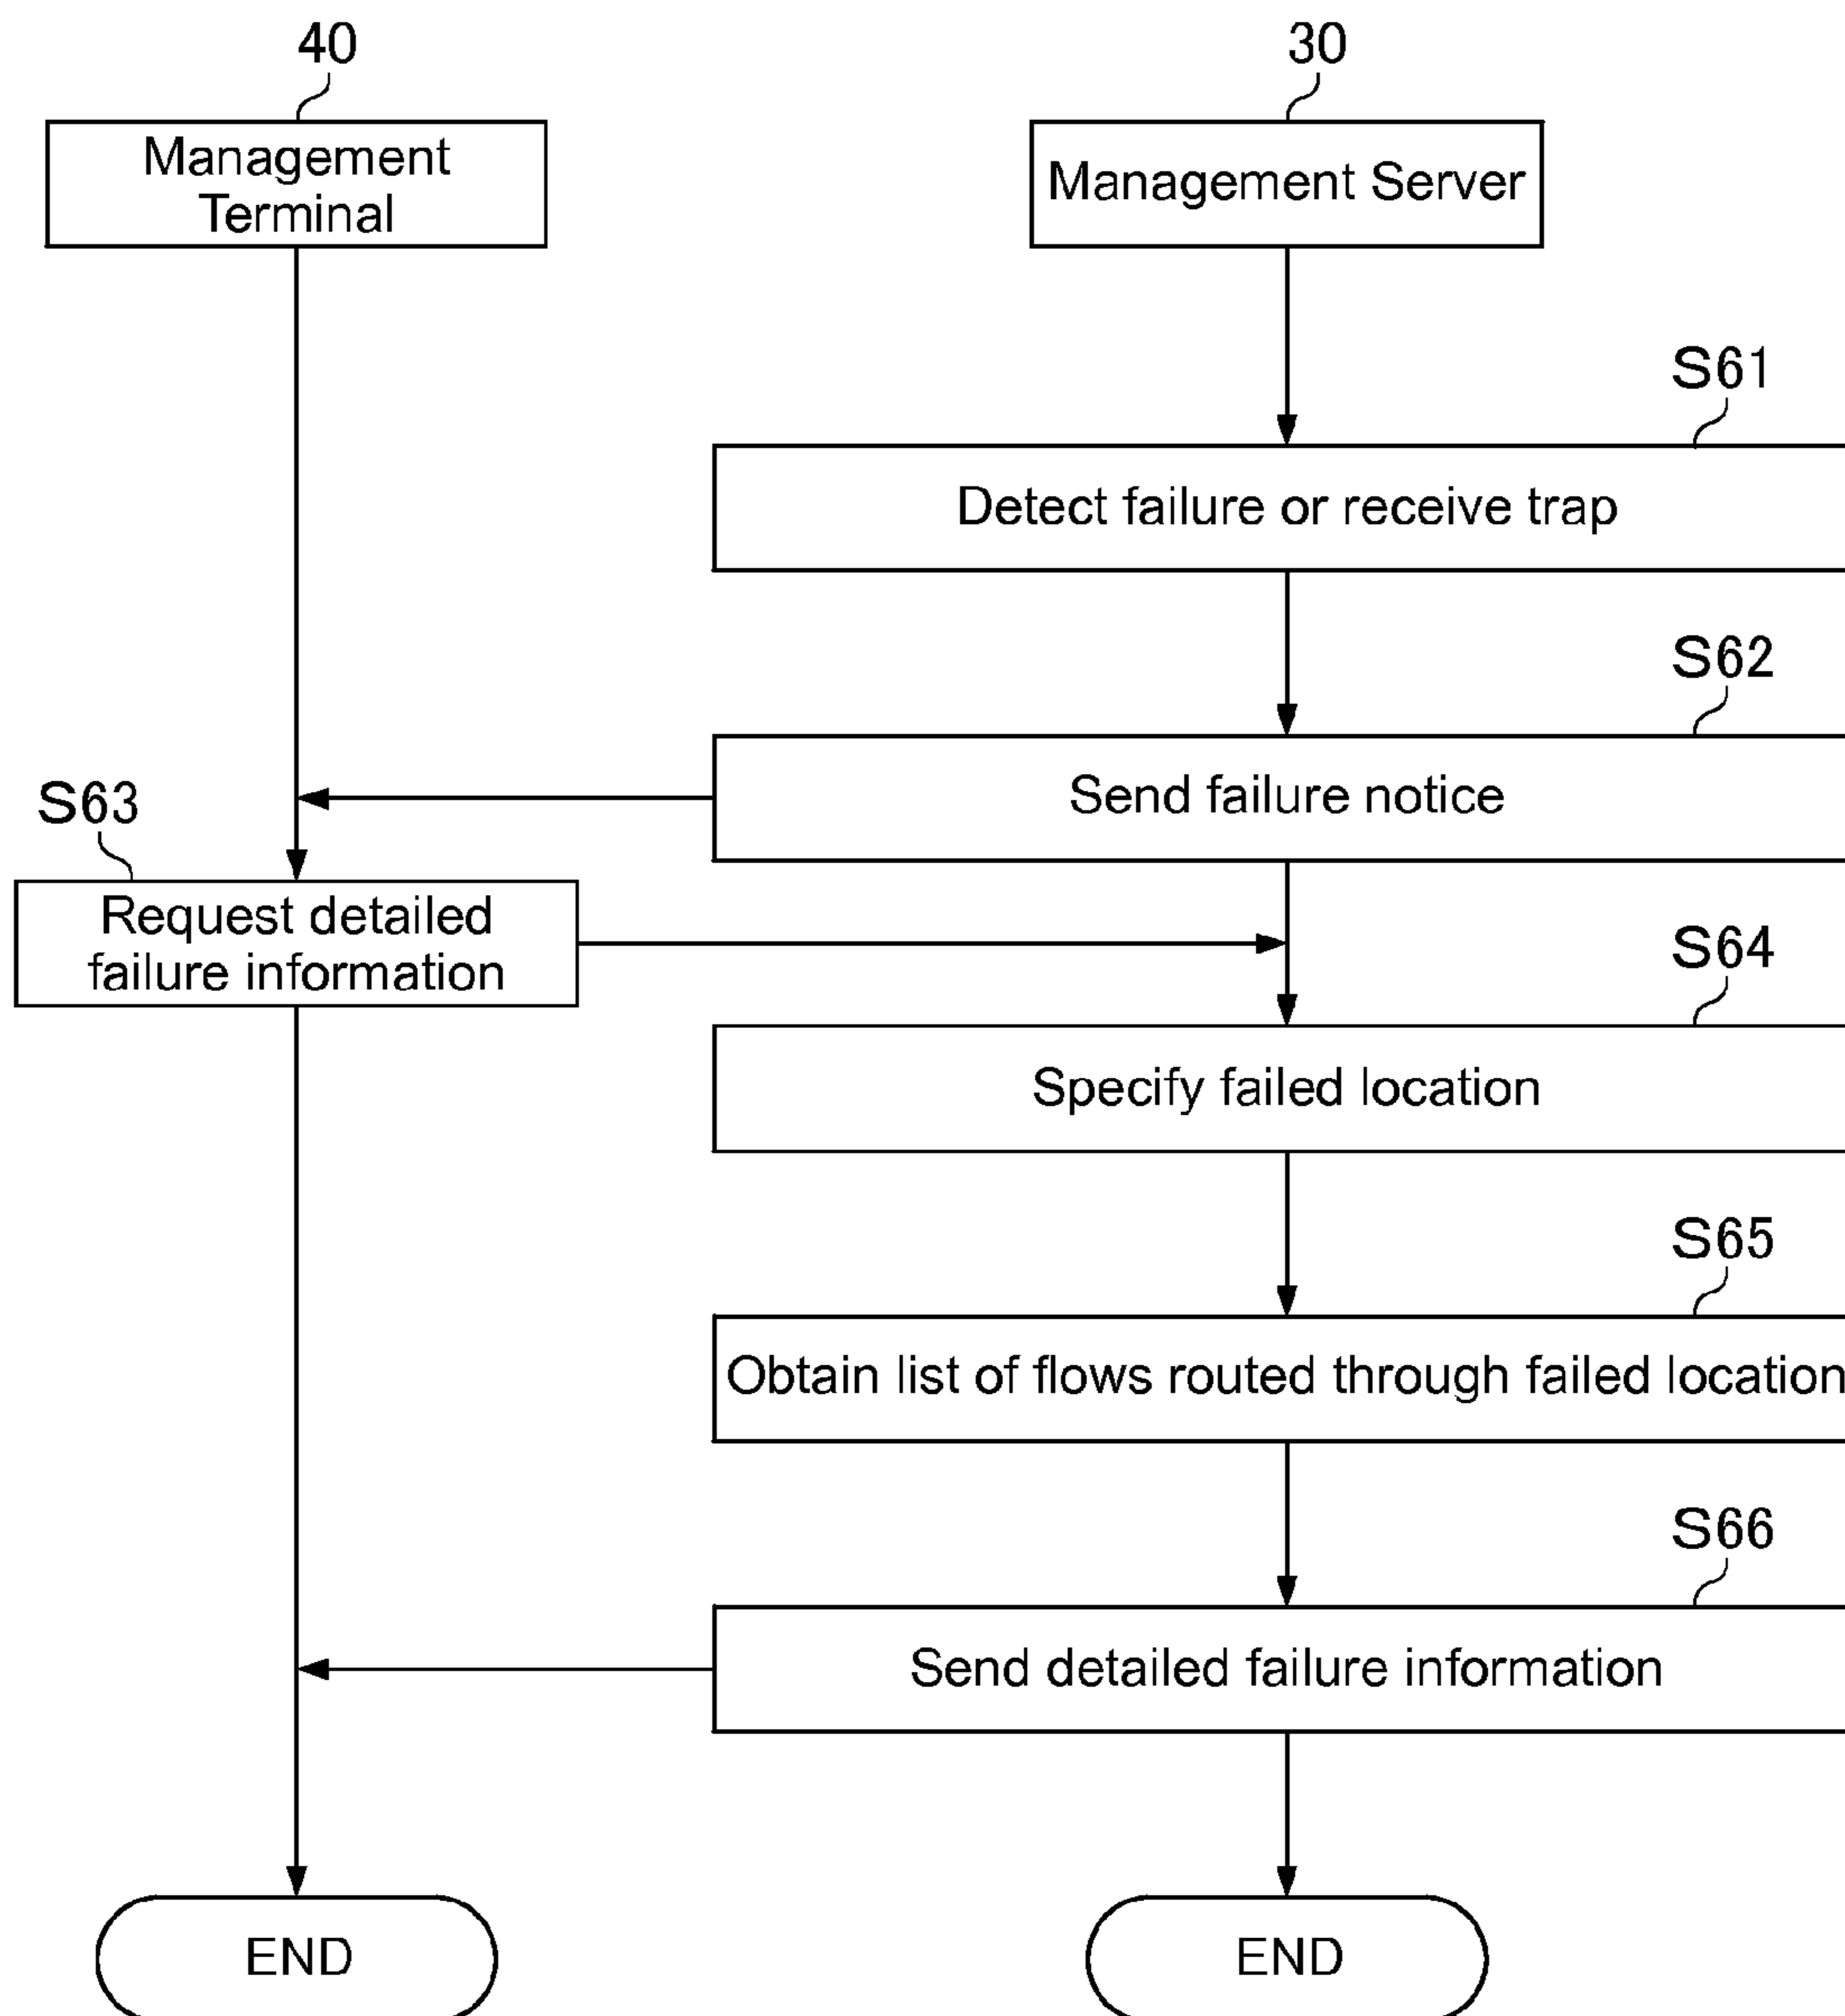 40
30
Management
Terminal
Management Server
S61
Detect failure or receive trap
S62
Send failure notice
S63
Request detailed
failure information
S64
Specify failed location
S65
Obtain list of flows routed through failed location
S66
Send detailed failure information
END
END